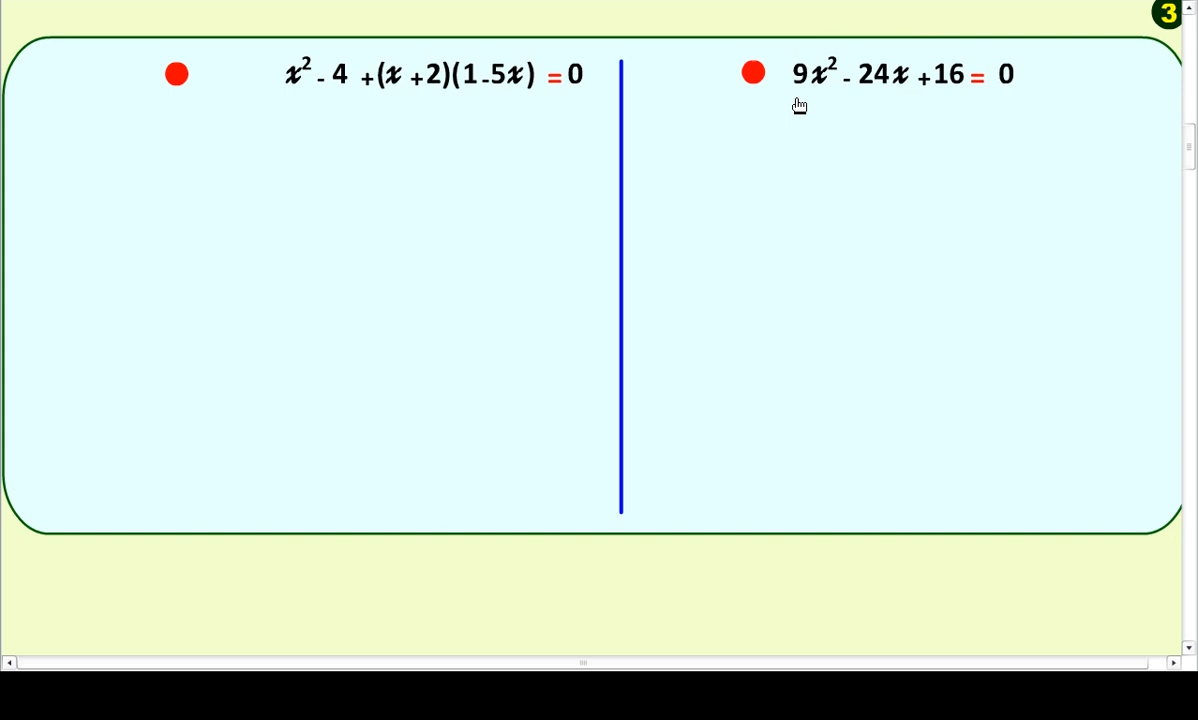 3
x² - 4 +(x +2)(1-5x) = 0
9x² - 24x +16 = 0